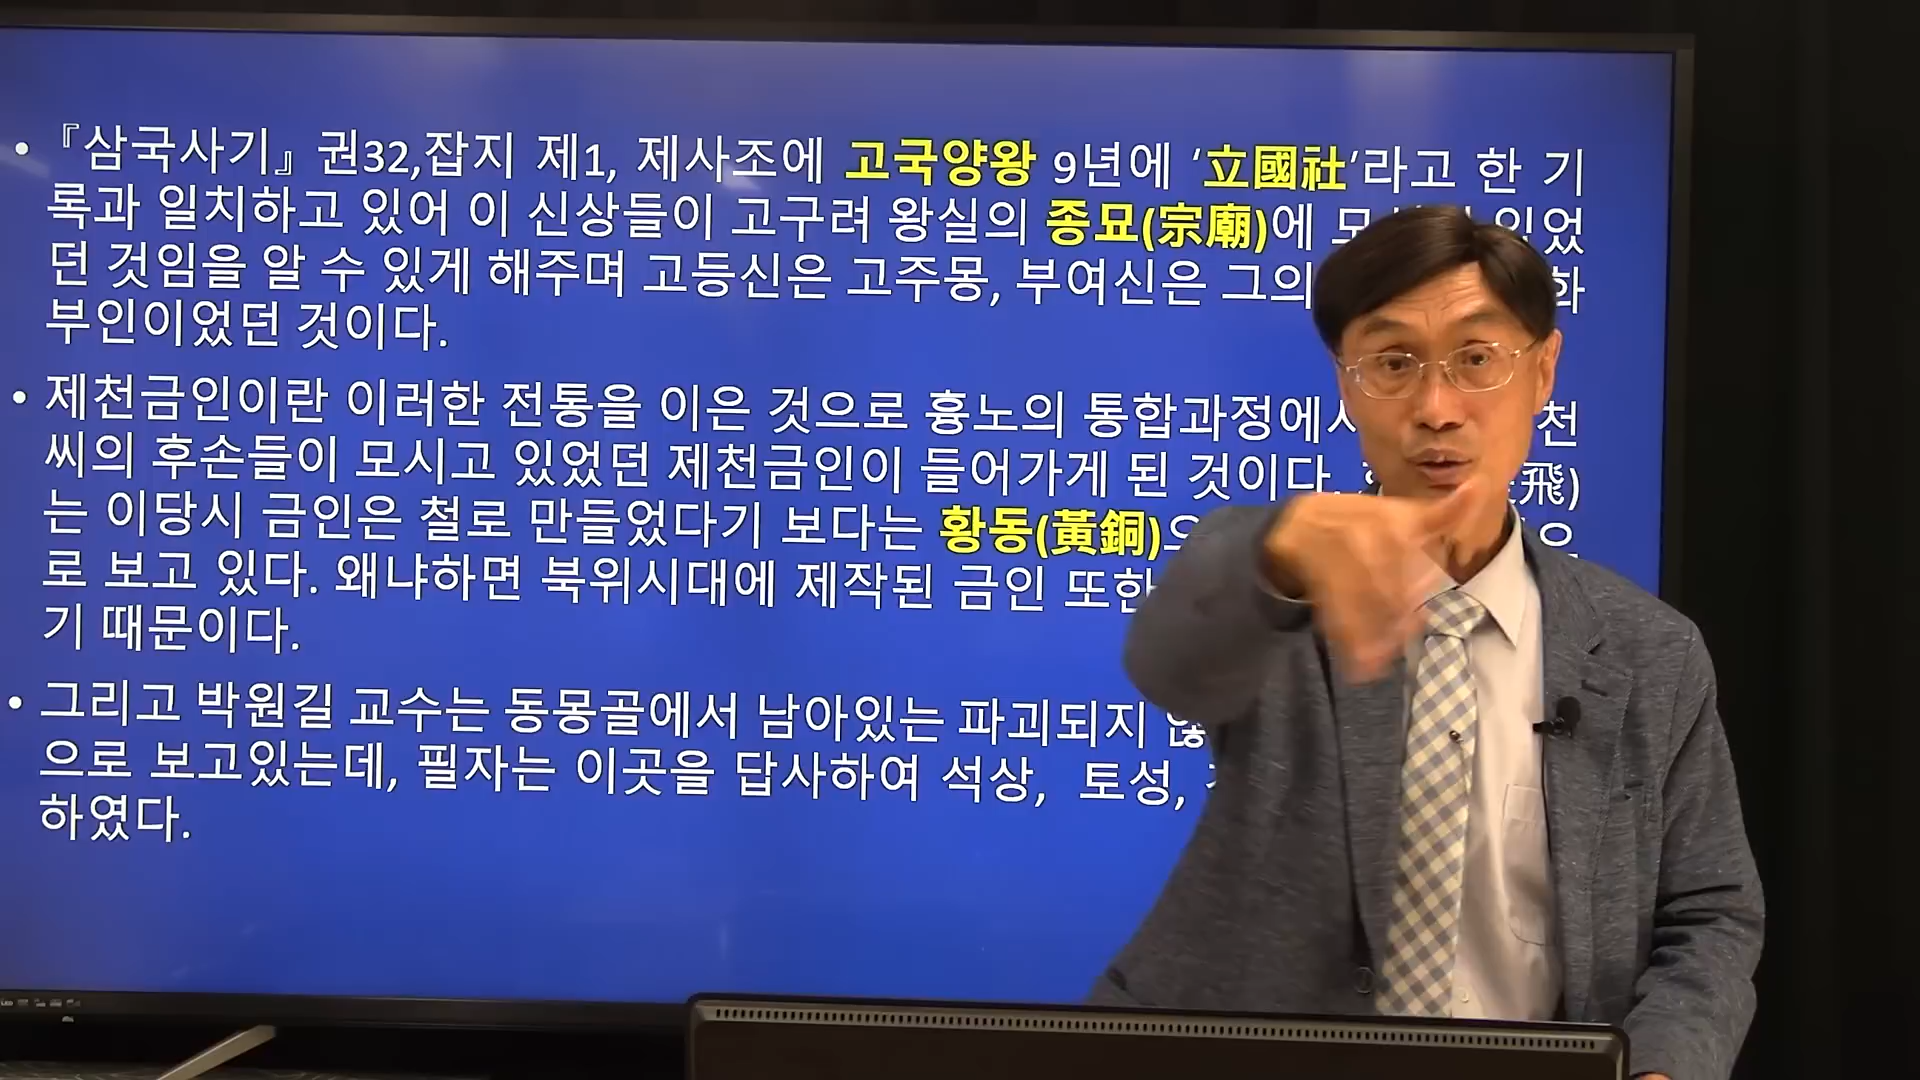 • 『삼국사기』 권32,잡지 제1, 제사조에 고국양왕 9년에 ‘立國社’라고 한 기
록과 일치하고 있어 이 신상들이 고구려 왕실의 종묘(宗廟)에 있었
던 것임을 알 수 있게 해주며 고등신은 고주몽, 부여신은 그의 화
부인이었던 것이다.
• 제천금인이란 이러한 전통을 이은 것으로 흉노의 통합과정에서 천
씨의 후손들이 모시고 있었던 제천금인이 들어가게 된 것이다. 飛)
는 이당시 금인은 철로 만들었다기 보다는 황동(黃銅)으
로 보고 있다. 왜냐하면 북위시대에 제작된 금인 또한
기 때문이다.
• 그리고 박원길 교수는 동몽골에서 남아있는 파괴되지 않
으로 보고있는데, 필자는 이곳을 답사하여 석상, 토성,
하였다.